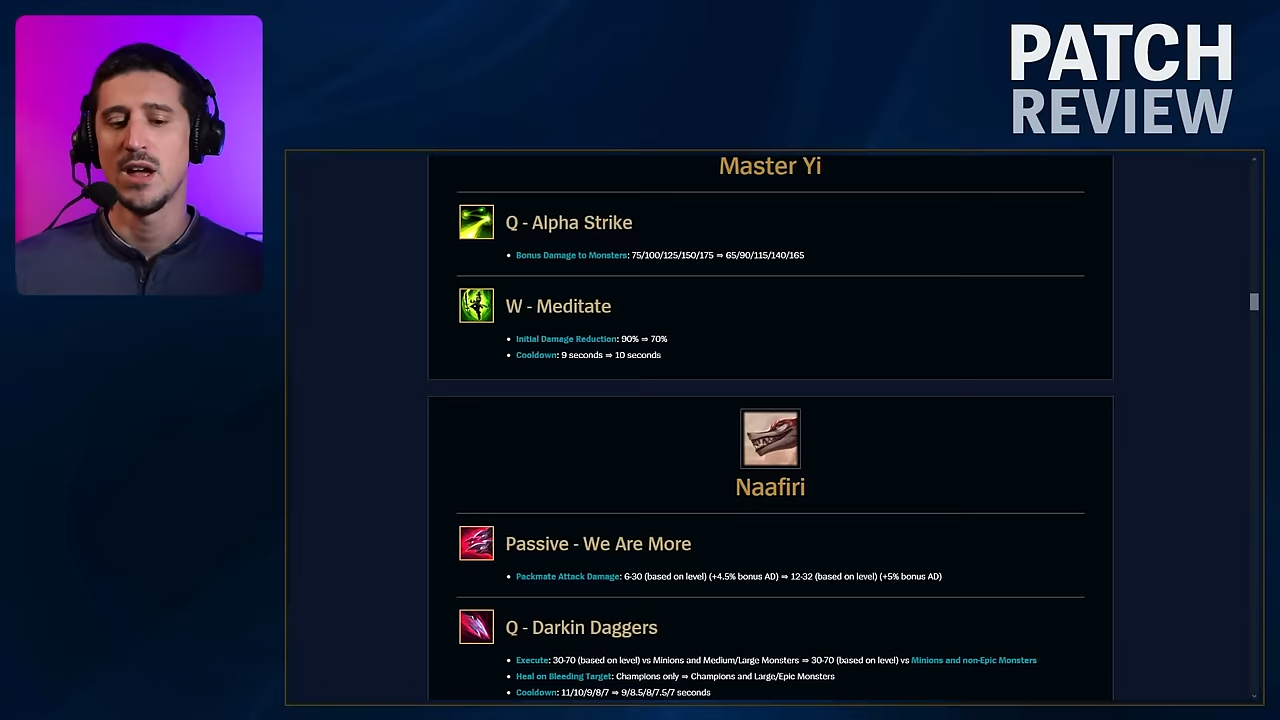 PATCH
REVIEW
Master Yi
Q - Alpha Strike
• Bonus Damage to Monsters: 75/100/125/150/175 ⇒ 65/90/115/140/165
W - Meditate
• Initial Damage Reduction: 90% ⇒ 70%
• Cooldown: 9 seconds ⇒ 10 seconds
Naafiri
Passive - We Are More
• Packmate Attack Damage: 6-30 (based on level) (+4.5% bonus AD) ⇒ 12-32 (based on level) (+5% bonus AD)
Q - Darkin Daggers
• Execute: 30-70 (based on level) vs Minions and Medium/Large Monsters ⇒ 30-70 (based on level) vs Minions and non-Epic Monsters
• Heal on Bleeding Target: Champions only ⇒ Champions and Large/Epic Monsters
• Cooldown: 11/10/9/8/7 ⇒ 9/8.5/8/7.5/7 seconds